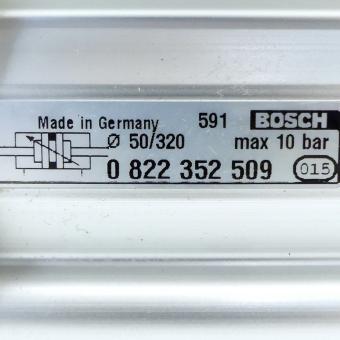 Made in Germany 591 BOSCH
Ø 50/320 max 10 bar
0 822 352 509 015